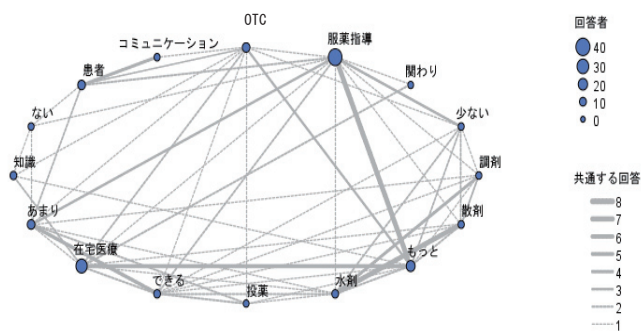 OTC
コミュニケーション
服薬指導
患者
関わり
ない
少ない
知識
調剤
あまり
散剤
在宅医療
もっと
できる
投薬
水剤
回答者
40
30
20
10
0
共通する回答
8
7
6
5
4
3
2
1